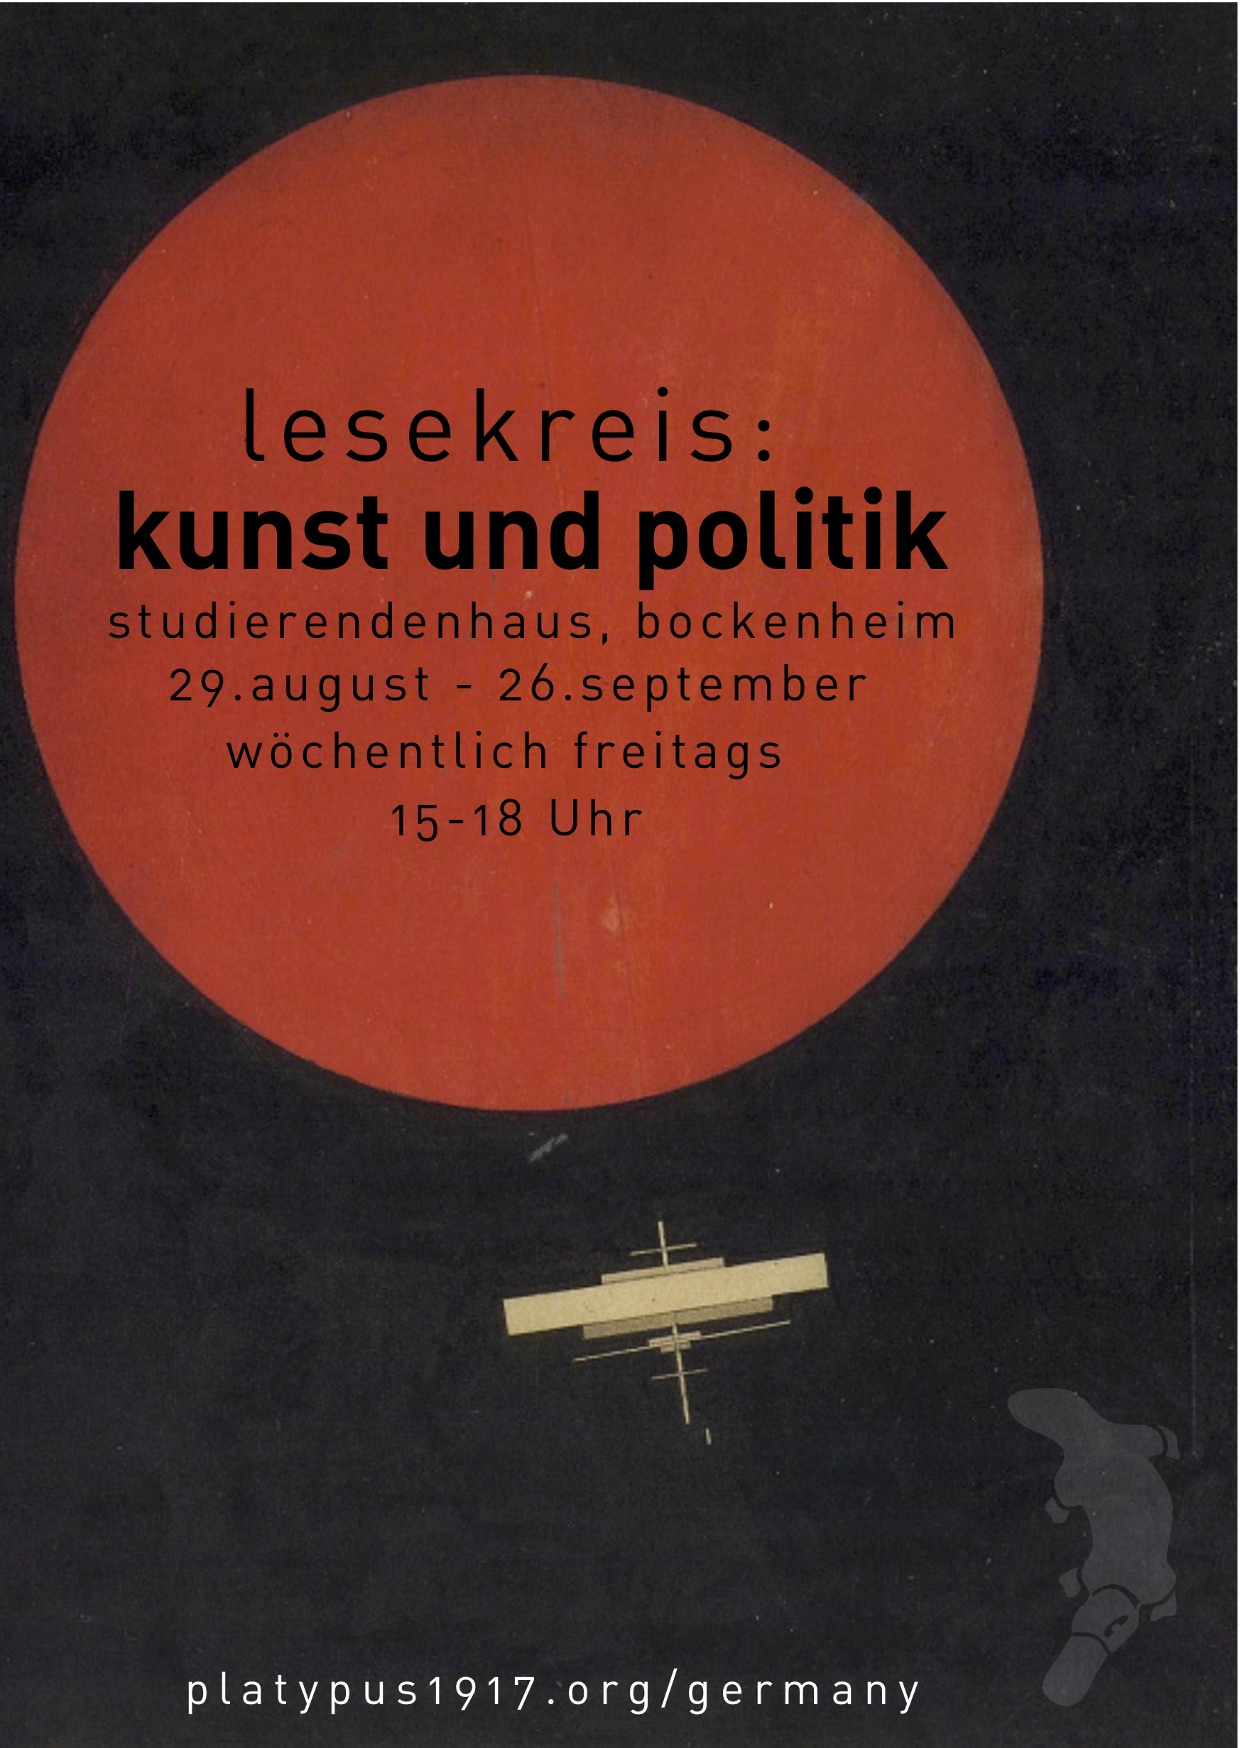 lesekreis:
kunst und politik
studierendenhaus, bockenheim
29.august - 26.september
wöchentlich freitags
15-18 Uhr
platypus1917.org/germany